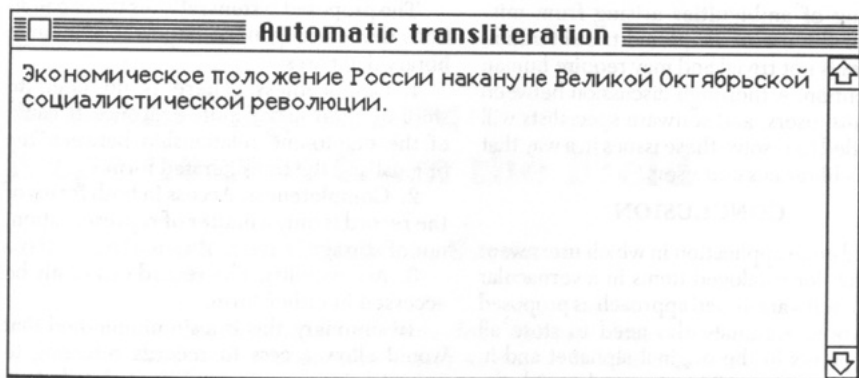 Automatic transliteration
Экономическое положение России накануне Великой Октябрьской
социалистической революции.